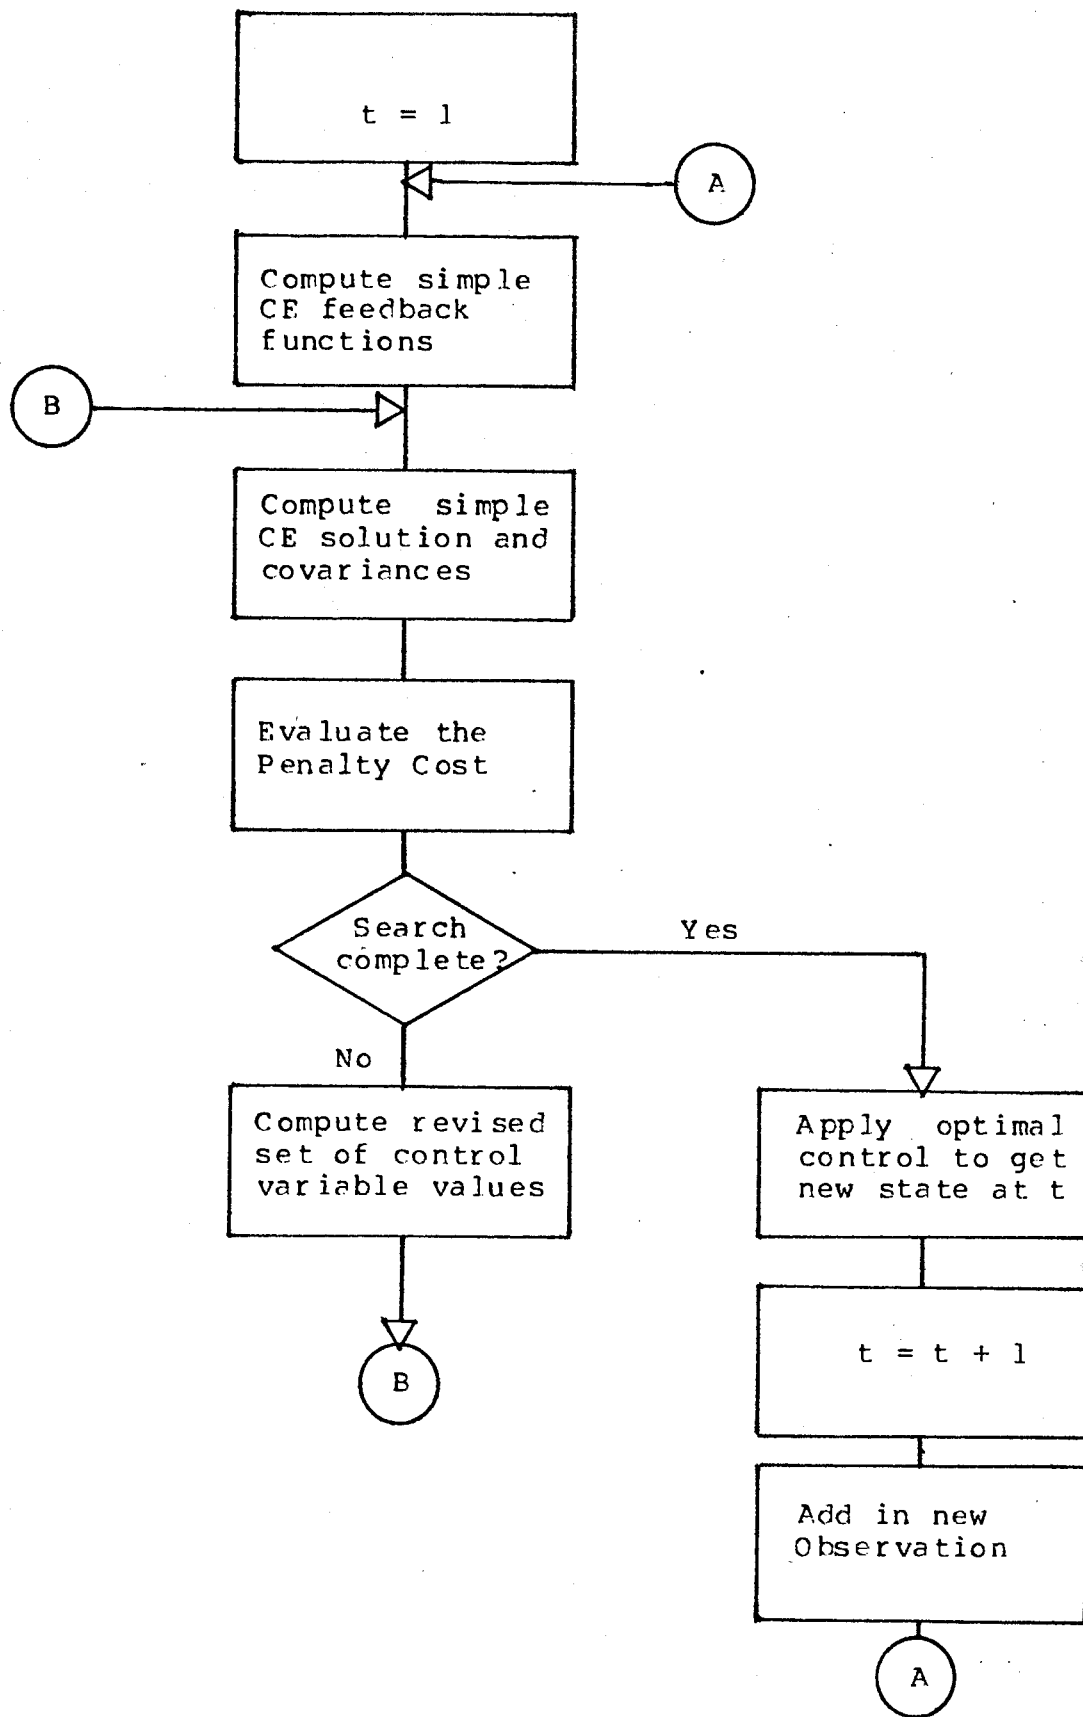 t = 1
A
Compute simple
CE feedback
functions
B
Compute simple
CE solution and
covariances
Evaluate the
Penalty Cost
Search
complete?
Yes
No
Compute revised
set of control
variable values
Apply optimal
control to get
new state at t
B
t = t + 1
Add in new
Observation
A